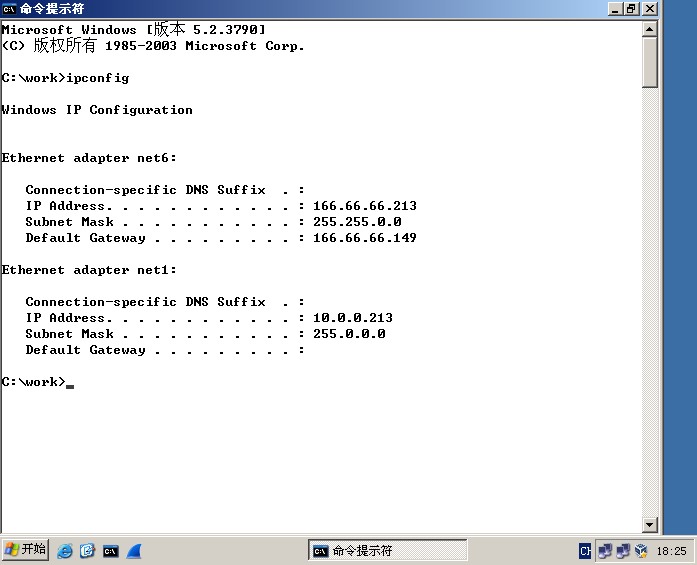 命令提示符
Microsoft Windows [版本 5.2.3790]
(C) 版权所有 1985-2003 Microsoft Corp.
C:\work>ipconfig
Windows IP Configuration
Ethernet adapter net6:
Connection-specific DNS Suffix  . :
IP Address. . . . . . . . . . . . : 166.66.66.213
Subnet Mask . . . . . . . . . . . : 255.255.0.0
Default Gateway . . . . . . . . . : 166.66.66.149
Ethernet adapter net1:
Connection-specific DNS Suffix  . :
IP Address. . . . . . . . . . . . : 10.0.0.213
Subnet Mask . . . . . . . . . . . : 255.0.0.0
Default Gateway . . . . . . . . . :
C:\work>
开始 命令提示符 CH 18:25